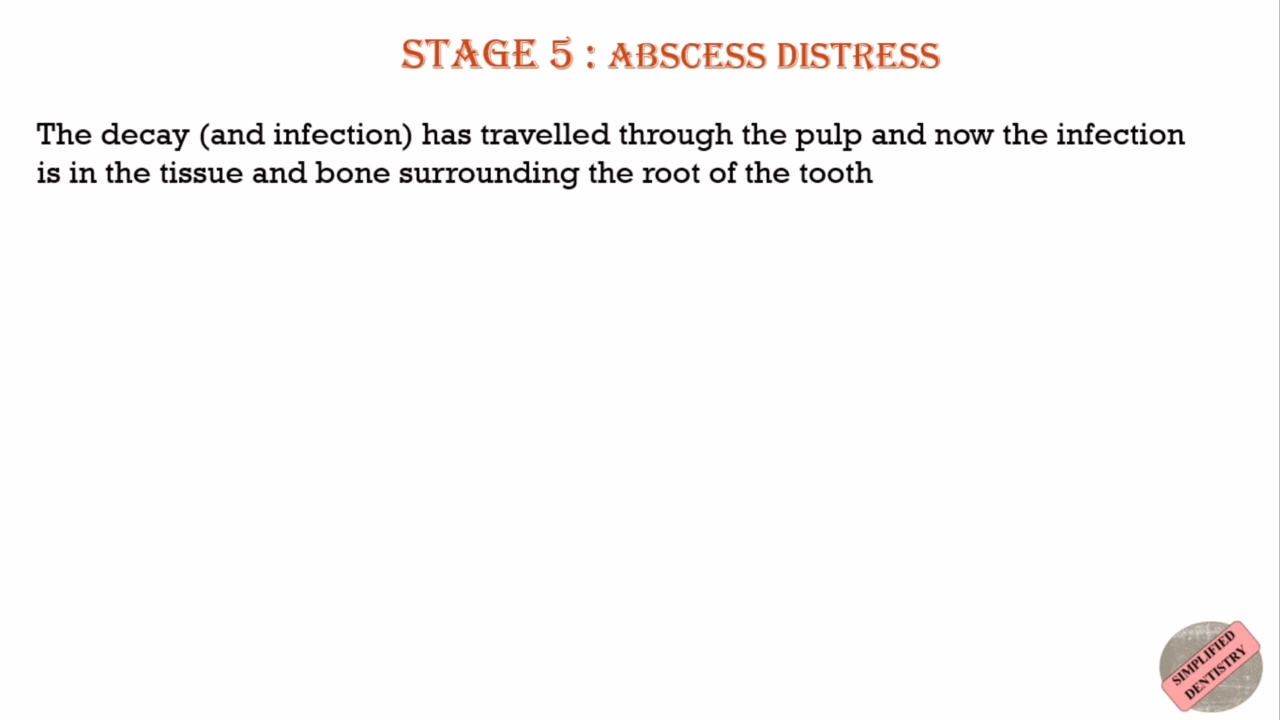 STAGE 5 : ABSCESS DISTRESS
The decay (and infection) has travelled through the pulp and now the infection
is in the tissue and bone surrounding the root of the tooth
SIMPLIFIED
DENTISTRY